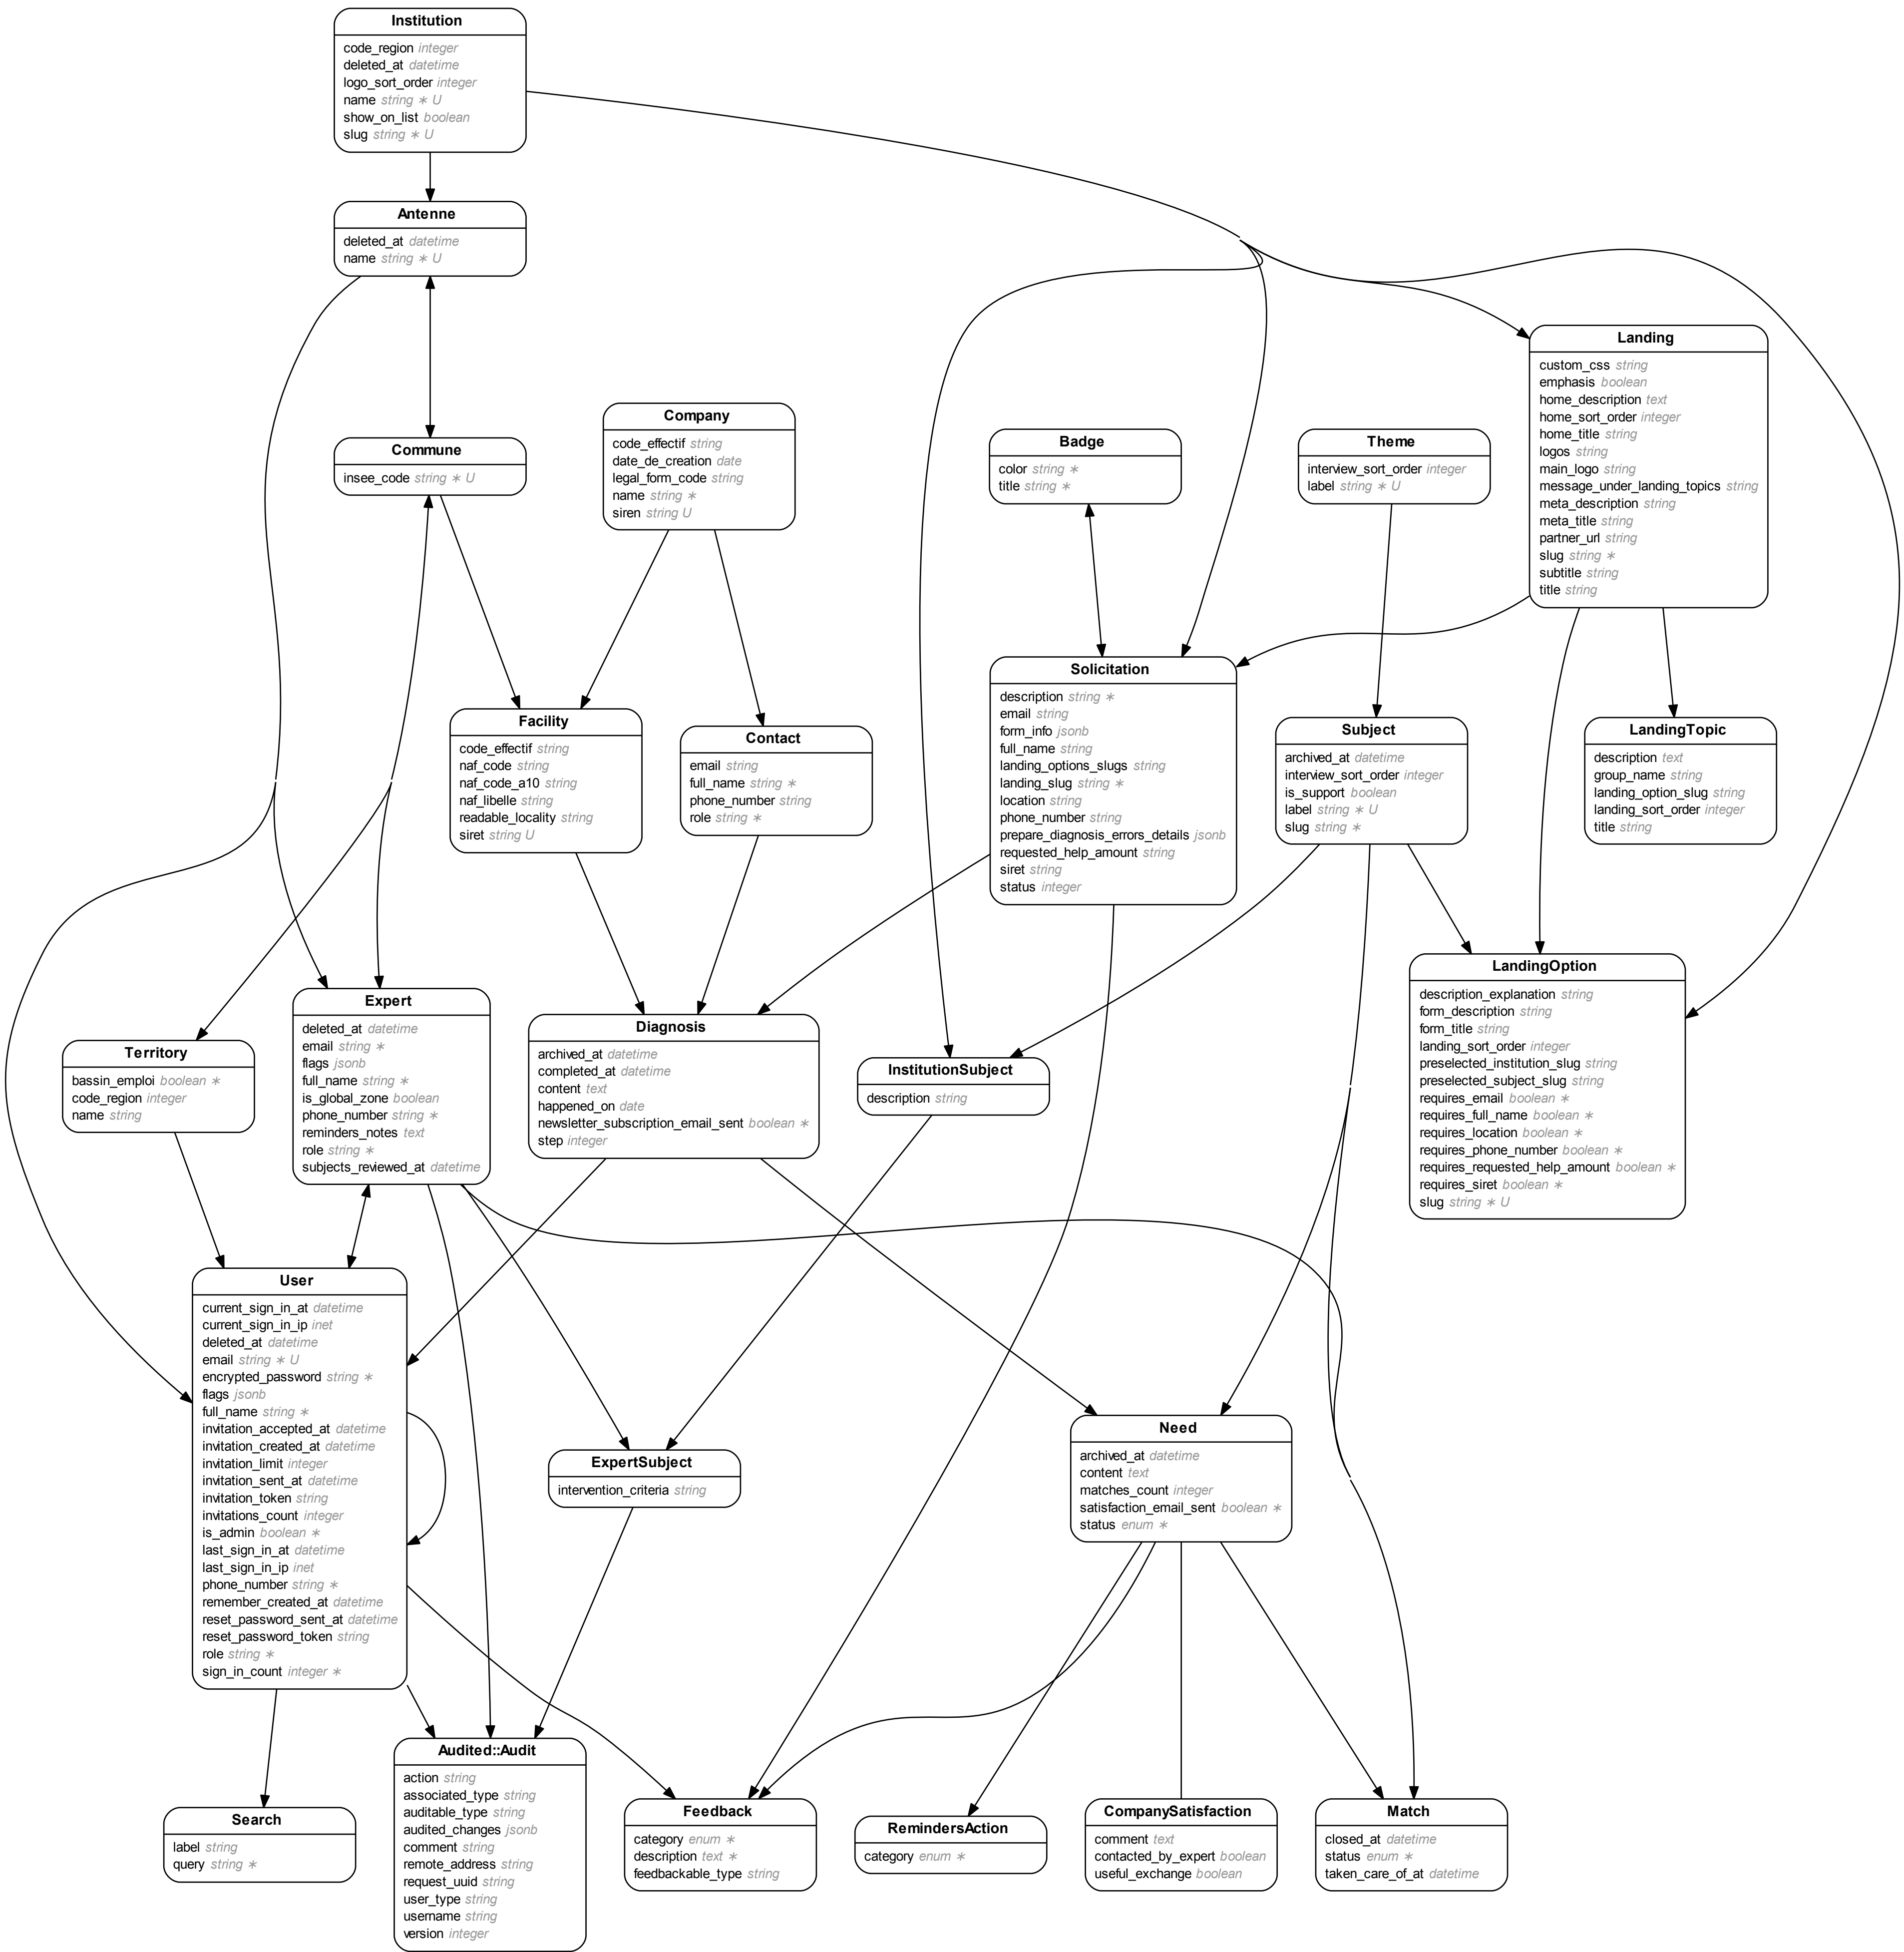 Institution
code_region integer
deleted_at datetime
logo_sort_order integer
name string ∗ U
show_on_list boolean
slug string ∗ U
Antenne
deleted_at datetime
name string ∗ U
Landing
custom_css string
emphasis boolean
home_description text
home_sort_order integer
home_title string
logos string
main_logo string
message_under_landing_topics string
meta_description string
meta_title string
partner_url string
slug string ∗
subtitle string
title string
Company
code_effectif string
date_de_creation date
legal_form_code string
name string ∗
siren string U
Badge
color string ∗
title string ∗
Theme
interview_sort_order integer
label string ∗ U
Commune
insee_code string ∗ U
Solicitation
description string ∗
email string
form_info jsonb
full_name string
landing_options_slugs string
landing_slug string ∗
location string
phone_number string
prepare_diagnosis_errors_details jsonb
requested_help_amount string
siret string
status integer
Facility
code_effectif string
naf_code string
naf_code_a10 string
naf_libelle string
readable_locality string
siret string U
Contact
email string
full_name string ∗
phone_number string
role string ∗
Subject
archived_at datetime
interview_sort_order integer
is_support boolean
label string ∗ U
slug string ∗
LandingTopic
description text
group_name string
landing_option_slug string
landing_sort_order integer
title string
LandingOption
description_explanation string
form_description string
form_title string
landing_sort_order integer
preselected_institution_slug string
preselected_subject_slug string
requires_email boolean ∗
requires_full_name boolean ∗
requires_location boolean ∗
requires_phone_number boolean ∗
requires_requested_help_amount boolean ∗
requires_siret boolean ∗
slug string ∗ U
Expert
deleted_at datetime
email string ∗
flags jsonb
full_name string ∗
is_global_zone boolean
phone_number string ∗
reminders_notes text
role string ∗
subjects_reviewed_at datetime
Diagnosis
archived_at datetime
completed_at datetime
content text
happened_on date
newsletter_subscription_email_sent boolean ∗
step integer
Territory
bassin_emploi boolean ∗
code_region integer
name string
InstitutionSubject
description string
User
current_sign_in_at datetime
current_sign_in_ip inet
deleted_at datetime
email string ∗ U
encrypted_password string ∗
flags jsonb
full_name string ∗
invitation_accepted_at datetime
invitation_created_at datetime
invitation_limit integer
invitation_sent_at datetime
invitation_token string
invitations_count integer
is_admin boolean ∗
last_sign_in_at datetime
last_sign_in_ip inet
phone_number string ∗
remember_created_at datetime
reset_password_sent_at datetime
reset_password_token string
role string ∗
sign_in_count integer ∗
Need
archived_at datetime
content text
matches_count integer
satisfaction_email_sent boolean ∗
status enum ∗
ExpertSubject
intervention_criteria string
Audited::Audit
action string
associated_type string
auditable_type string
audited_changes jsonb
comment string
remote_address string
request_uuid string
user_type string
username string
version integer
Search
label string
query string ∗
Feedback
category enum ∗
description text ∗
feedbackable_type string
RemindersAction
category enum ∗
CompanySatisfaction
comment text
contacted_by_expert boolean
useful_exchange boolean
Match
closed_at datetime
status enum ∗
taken_care_of_at datetime